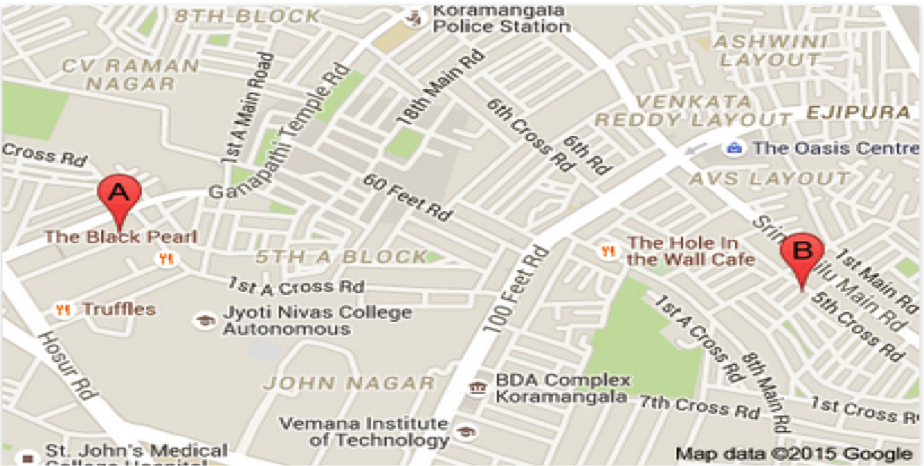 8TH BLOCK
Koramangala
Police Station
ASHWINI
LAYOUT
CV RAMAN
NAGAR
1st A Main Road
Ganapathi Temple Rd
18th Main Rd
6th Cross Rd
6th Rd
VENKATA
REDDY LAYOUT
EJIPURA
The Oasis Centre
AVS LAYOUT
Cross Rd
A
The Black Pearl
60 Feet Rd
5TH A BLOCK
1st A Cross Rd
100 Feet Rd
The Hole In
the Wall Cafe
B
1st Main Rd
Main Rd
5th Cross Rd
Truffles
Jyoti Nivas College
Autonomous
Hosur Rd
JOHN NAGAR
1st A Cross Rd
8th Main Rd
BDA Complex
Koramangala
7th Cross Rd
1st Cross R
Vemana Institute
of Technology
St. John's Medical
College Hospital
Map data ©2015 Google